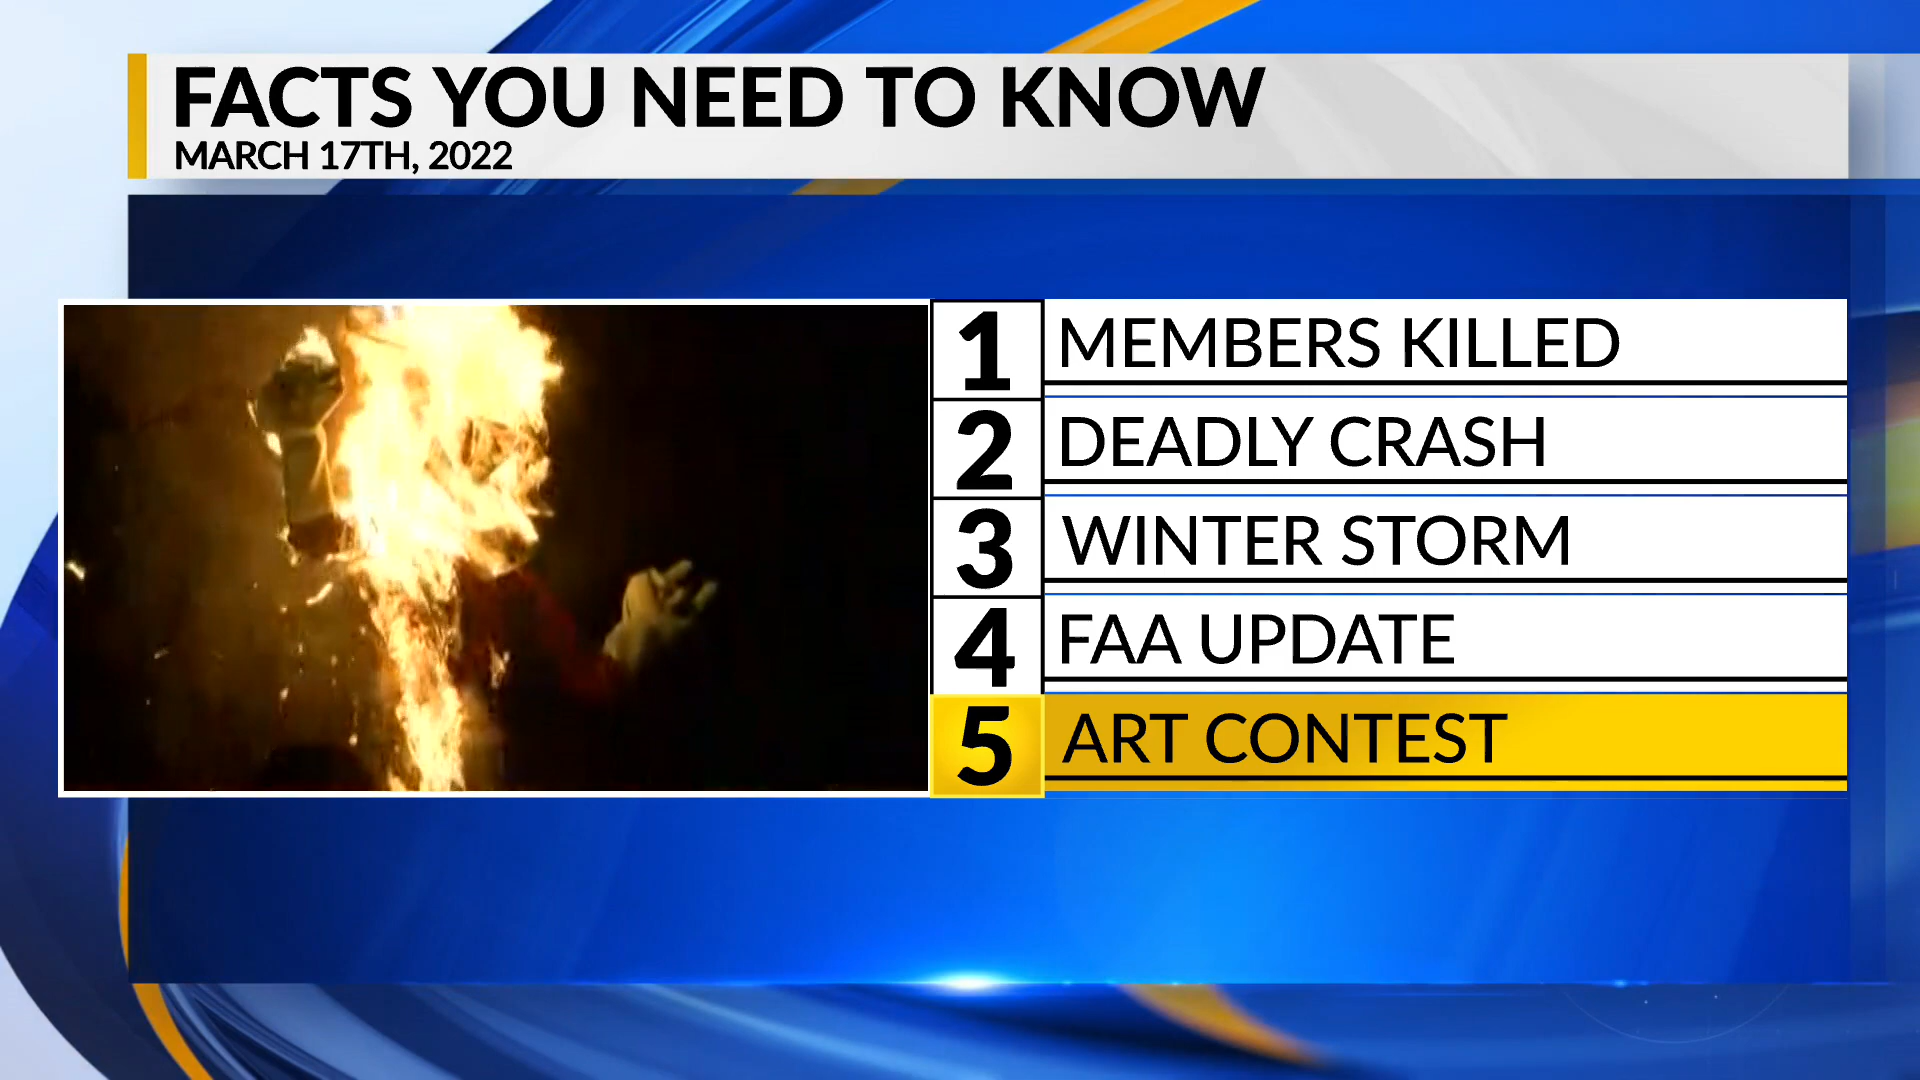 FACTS YOU NEED TO KNOW
MARCH 17TH, 2022
1 MEMBERS KILLED
2 DEADLY CRASH
3 WINTER STORM
4 FAA UPDATE
5 ART CONTEST